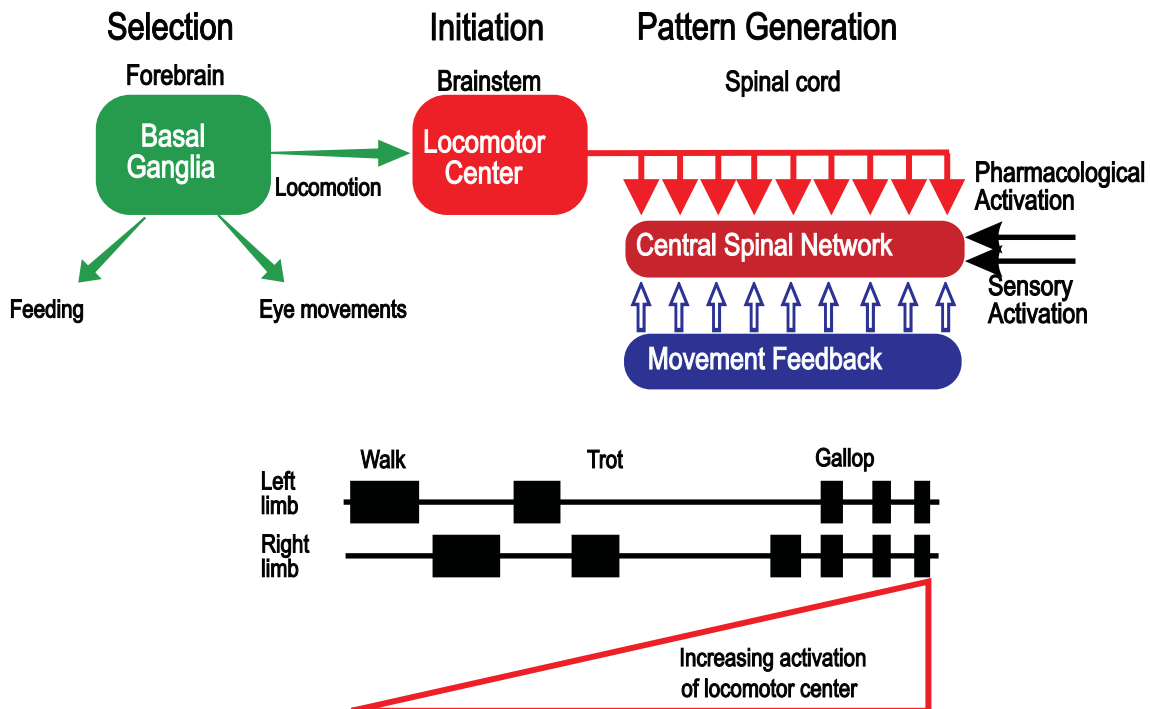 Selection
Initiation
Pattern Generation
Forebrain
Brainstem
Spinal cord
Basal
Ganglia
Locomotion
Locomotor
Center
Pharmacological
Activation
Central Spinal Network
Sensory
Activation
Feeding
Eye movements
Movement Feedback
Walk
Trot
Gallop
Left
limb
Right
limb
Increasing activation
of locomotor center